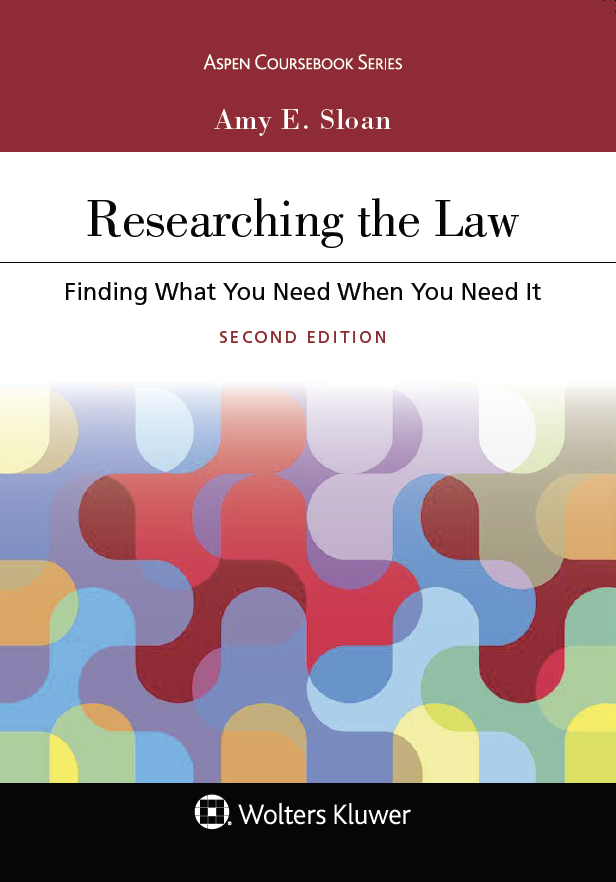 ASPEN COURSEBOOK SERIES
Amy E. Sloan
Researching the Law
Finding What You Need When You Need It
SECOND EDITION
Wolters Kluwer